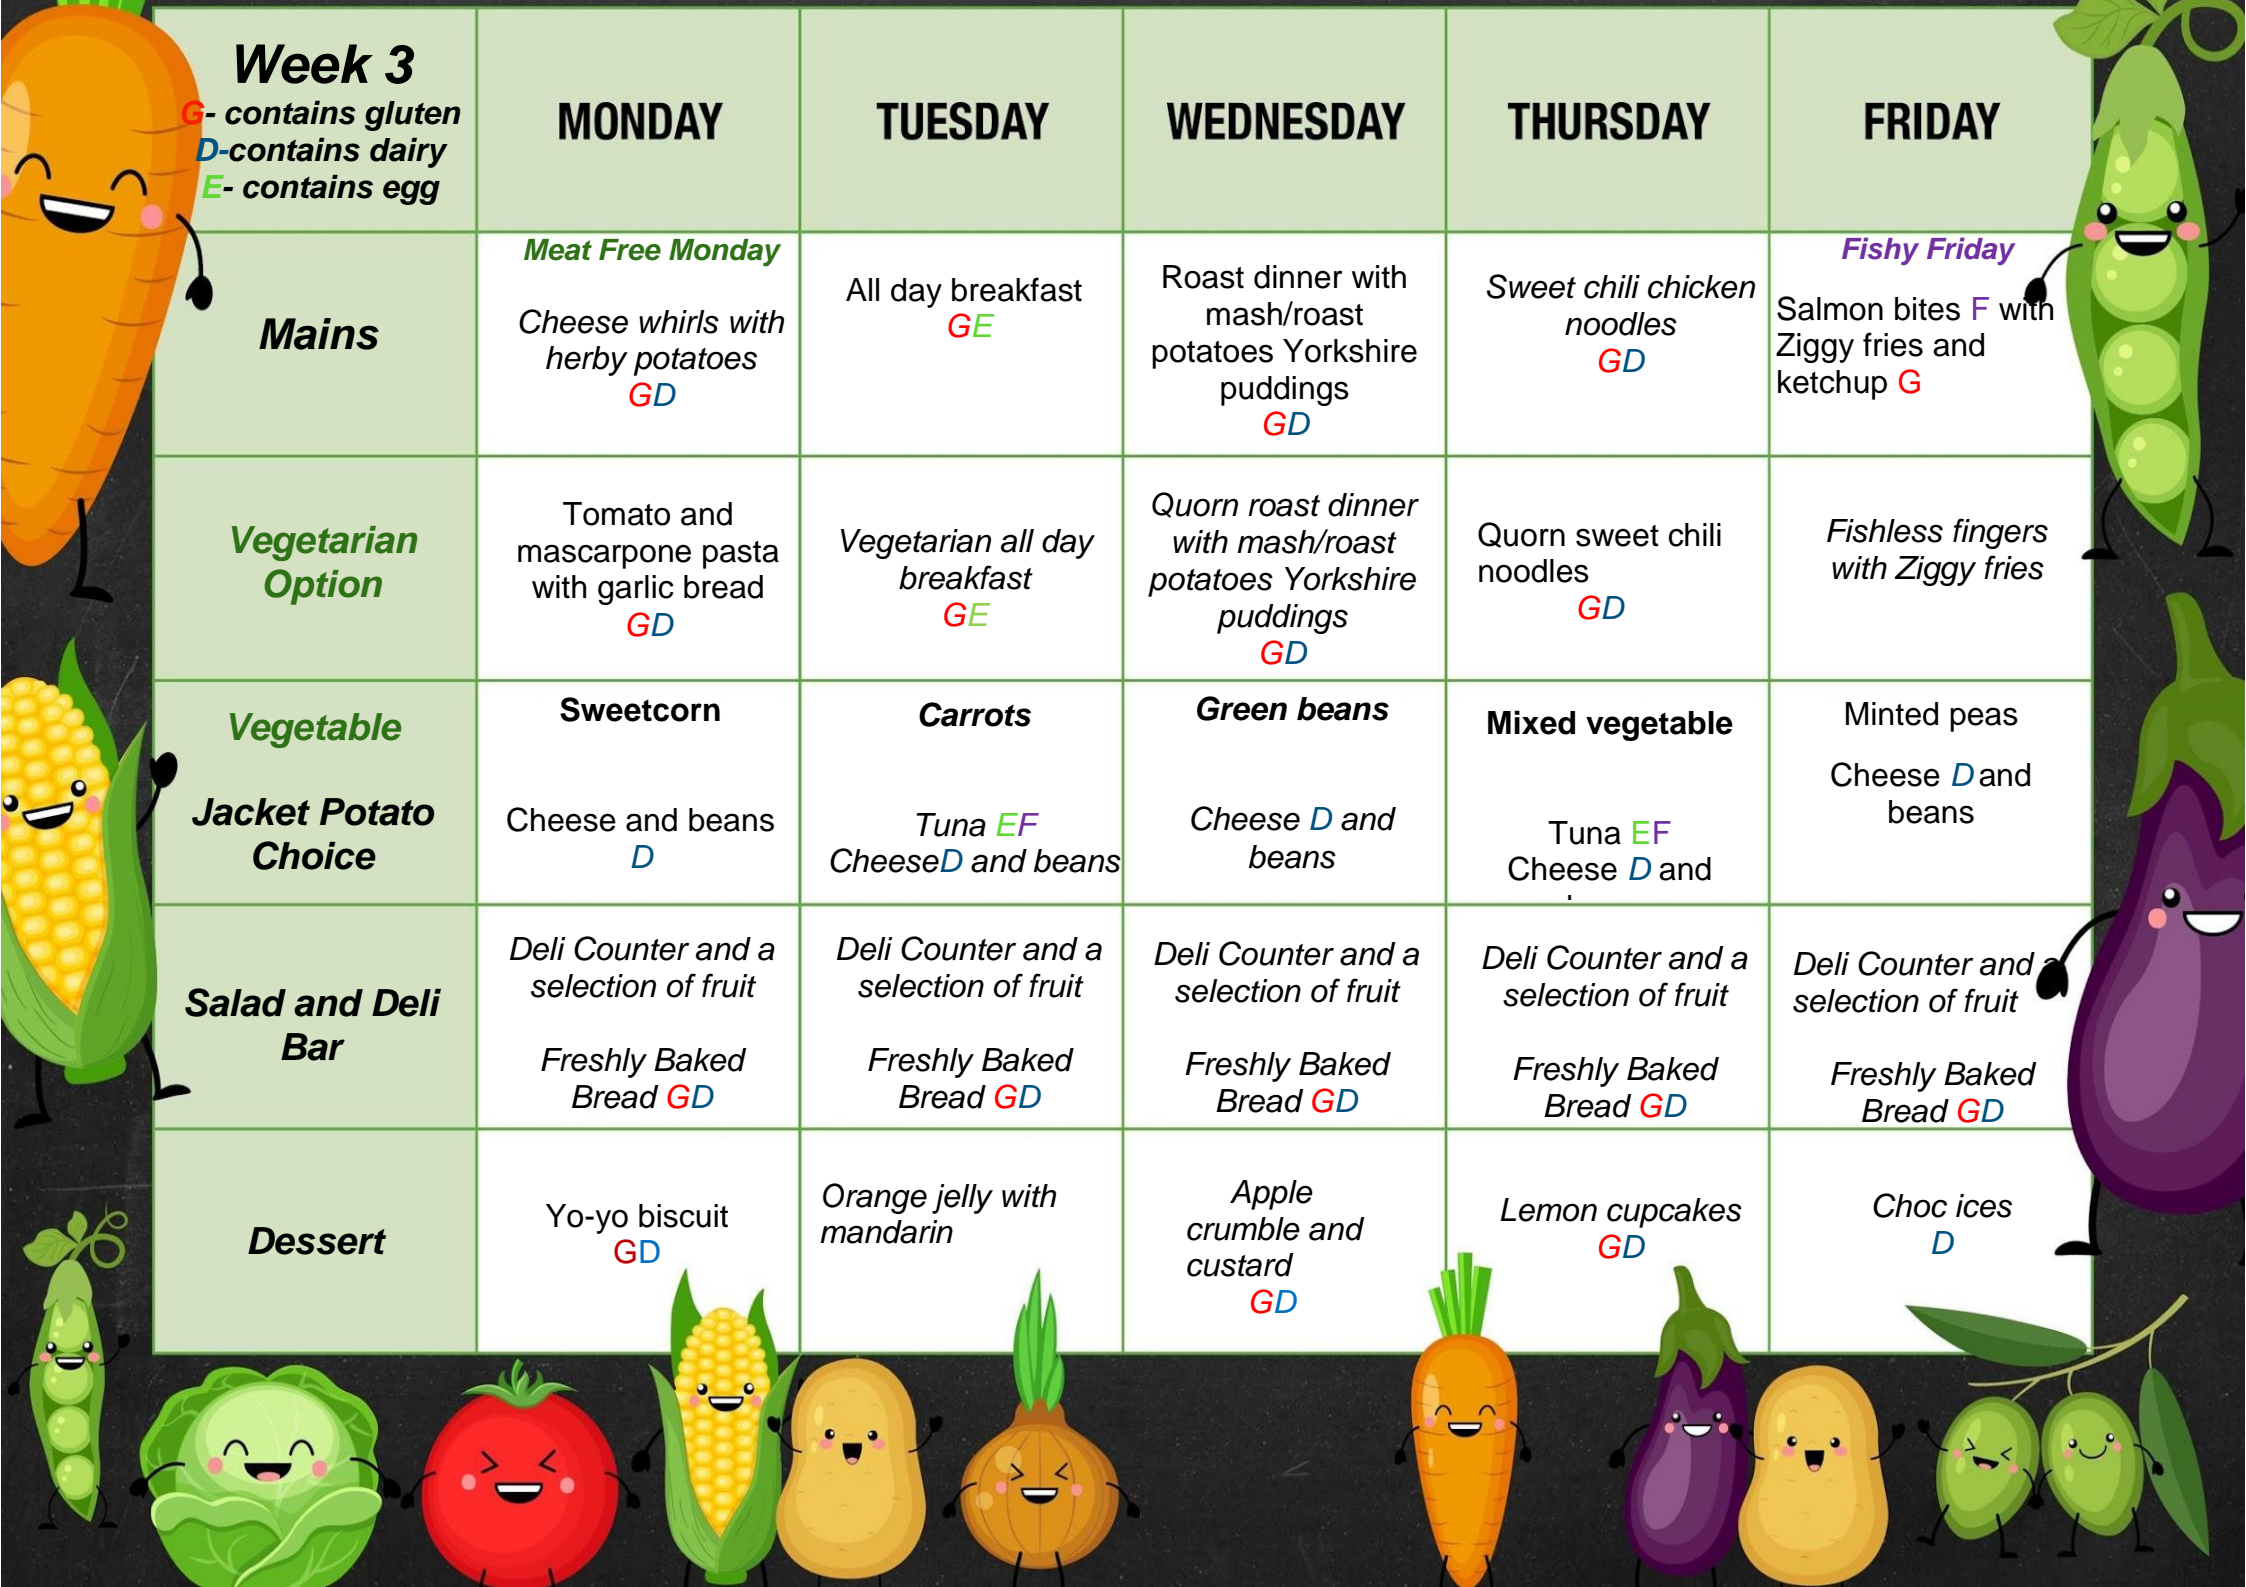 Week 3
G- contains gluten
D-contains dairy
E- contains egg
MONDAY
TUESDAY
WEDNESDAY
THURSDAY
FRIDAY
Mains
Meat Free Monday
Cheese whirls with
herby potatoes
GD
All day breakfast
GE
Roast dinner with
mash/roast
potatoes Yorkshire
puddings
GD
Sweet chili chicken
noodles
GD
Fishy Friday
Salmon bites F with
Ziggy fries and
ketchup G
Vegetarian
Option
Tomato and
mascarpone pasta
with garlic bread
GD
Vegetarian all day
breakfast
GE
Quorn roast dinner
with mash/roast
potatoes Yorkshire
puddings
GD
Quorn sweet chili
noodles
GD
Fishless fingers
with Ziggy fries
Vegetable
Jacket Potato
Choice
Sweetcorn
Cheese and beans
D
Carrots
Tuna EF
CheeseD and beans
Green beans
Cheese D and
beans
Mixed vegetable
Tuna EF
Cheese D and
Minted peas
Cheese D and
beans
Salad and Deli
Bar
Deli Counter and a
selection of fruit
Freshly Baked
Bread GD
Deli Counter and a
selection of fruit
Freshly Baked
Bread GD
Deli Counter and a
selection of fruit
Freshly Baked
Bread GD
Deli Counter and a
selection of fruit
Freshly Baked
Bread GD
Deli Counter and a
selection of fruit
Freshly Baked
Bread GD
Dessert
Yo-yo biscuit
GD
Orange jelly with
mandarin
Apple
crumble and
custard
GD
Lemon cupcakes
GD
Choc ices
D